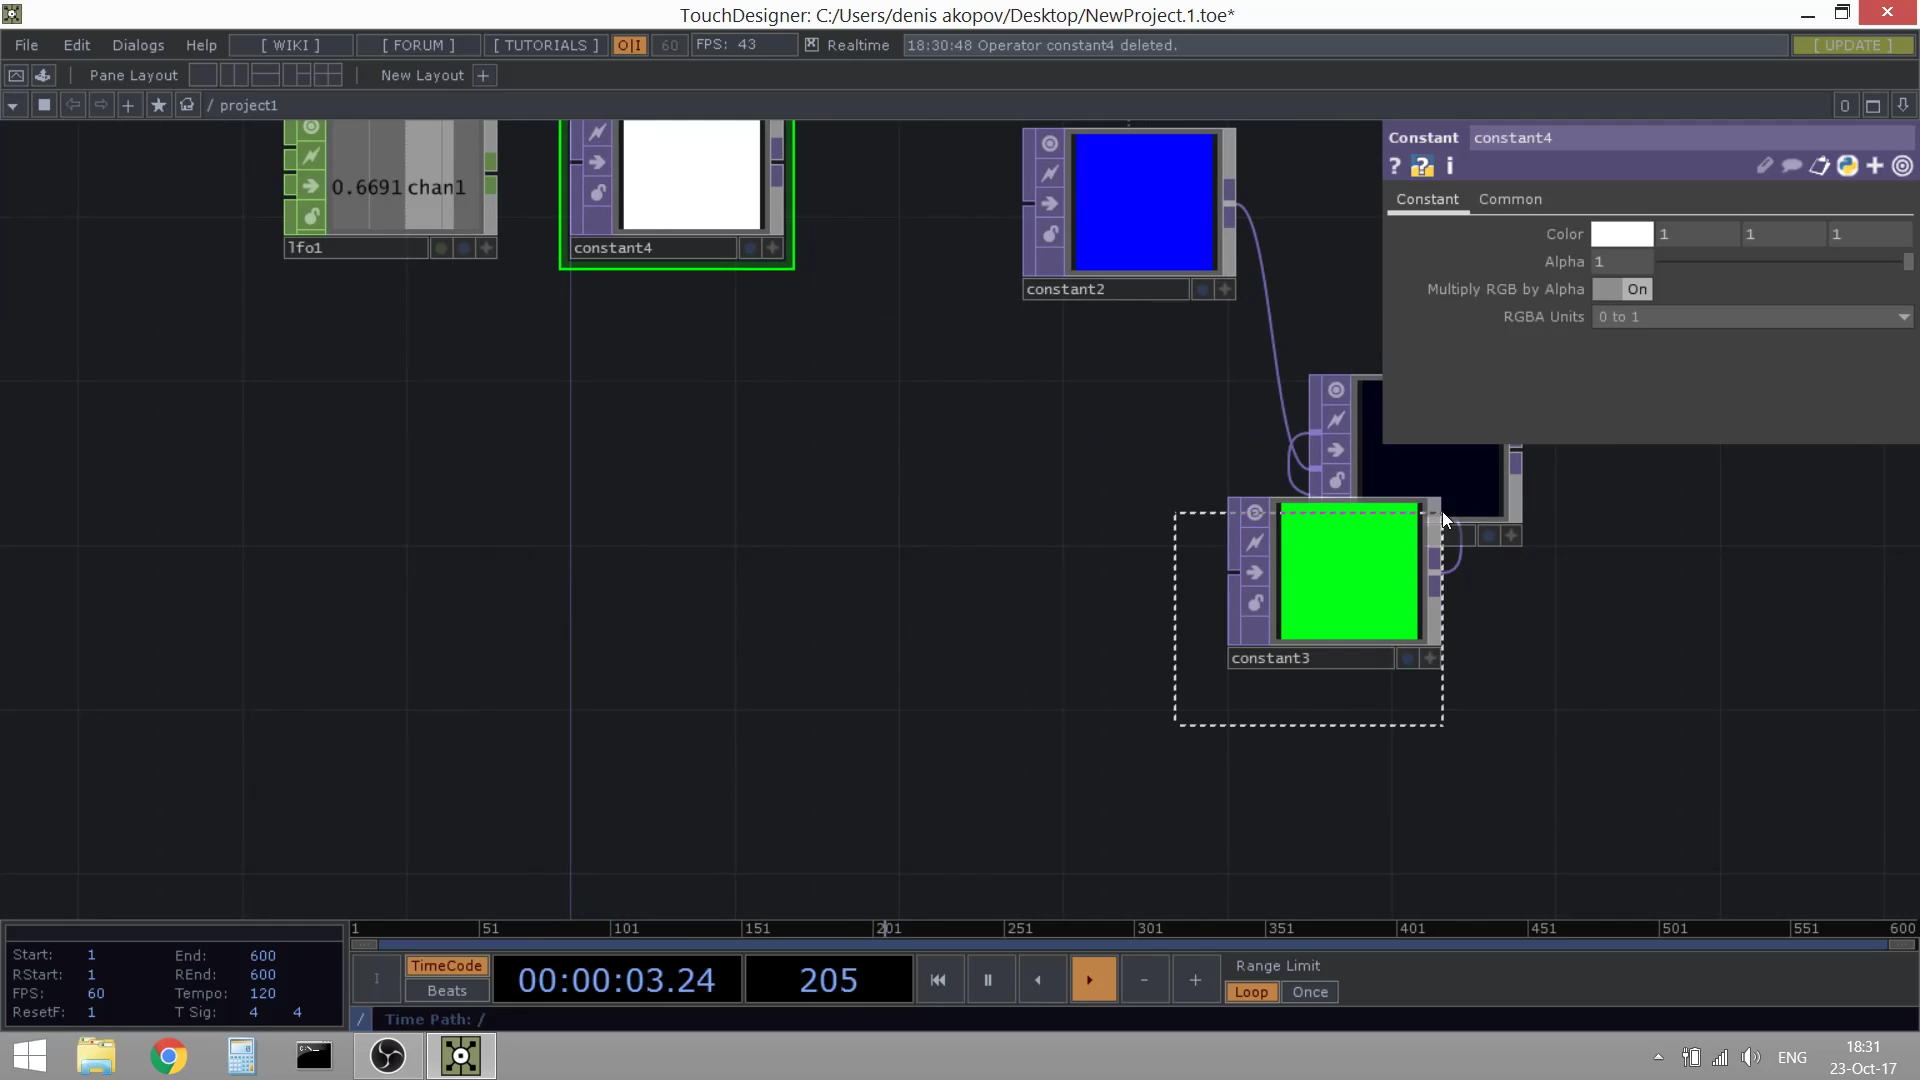 TouchDesigner: C:/Users/denis akopov/Desktop/NewProject.1.toe*
File Edit Dialogs Help [ WIKI ] [ FORUM ] [ TUTORIALS ] O|I 60 FPS: 43 Realtime 18:30:48 Operator constant4 deleted. [ UPDATE ]
Pane Layout New Layout +
/ project1 0
0.6691 chan1
lfo1
constant4
constant2
constant3
Constant constant4
? ? i
Constant Common
Color 1 1 1
Alpha 1
Multiply RGB by Alpha On
RGBA Units 0 to 1
1 51 101 151 201 251 301 351 401 451 501 551 600
Start: 1 End: 600
RStart: 1 REnd: 600
FPS: 60 Tempo: 120
ResetF: 1 T Sig: 4 4
I TimeCode Beats
00:00:03.24 205
- +
Range Limit
Loop Once
/ Time Path: /
ENG
18:31
23-Oct-17